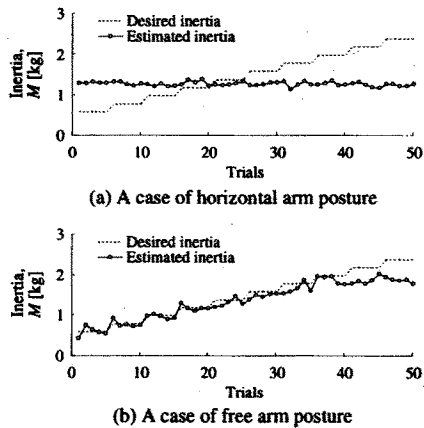 3
Desired inertia
Estimated inertia
2
Inertia,
M [kg]
1
0
0 10 20 30 40 50
Trials
(a) A case of horizontal arm posture
3
Desired inertia
Estimated inertia
2
Inertia,
M [kg]
1
0
0 10 20 30 40 50
Trials
(b) A case of free arm posture